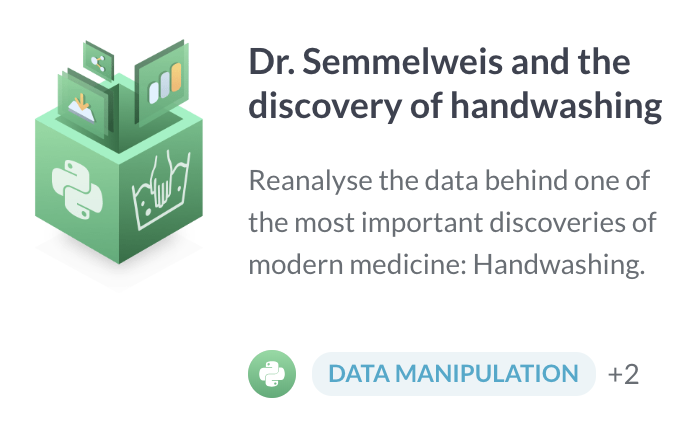 Dr. Semmelweis and the
discovery of handwashing
Reanalyse the data behind one of
the most important discoveries of
modern medicine: Handwashing.
DATA MANIPULATION +2